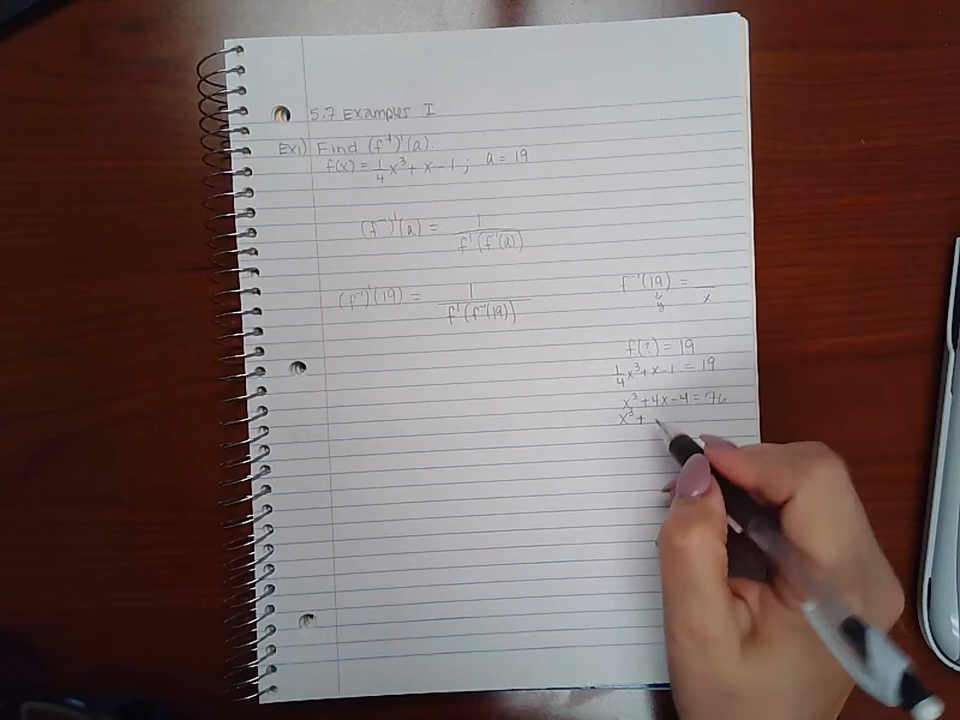 5.7 Examples I
Ex1) Find (f⁻¹)'(a).
f(x) = 1/4 x³ + x - 1 ; a = 19
(f⁻¹)'(a) = 1/f'(f⁻¹(a))
(f⁻¹)'(19) = 1/f'(f⁻¹(19))
f⁻¹(19) = __
y x
f(?) = 19
1/4 x³ + x - 1 = 19
x³ + 4x - 4 = 76
x³ +